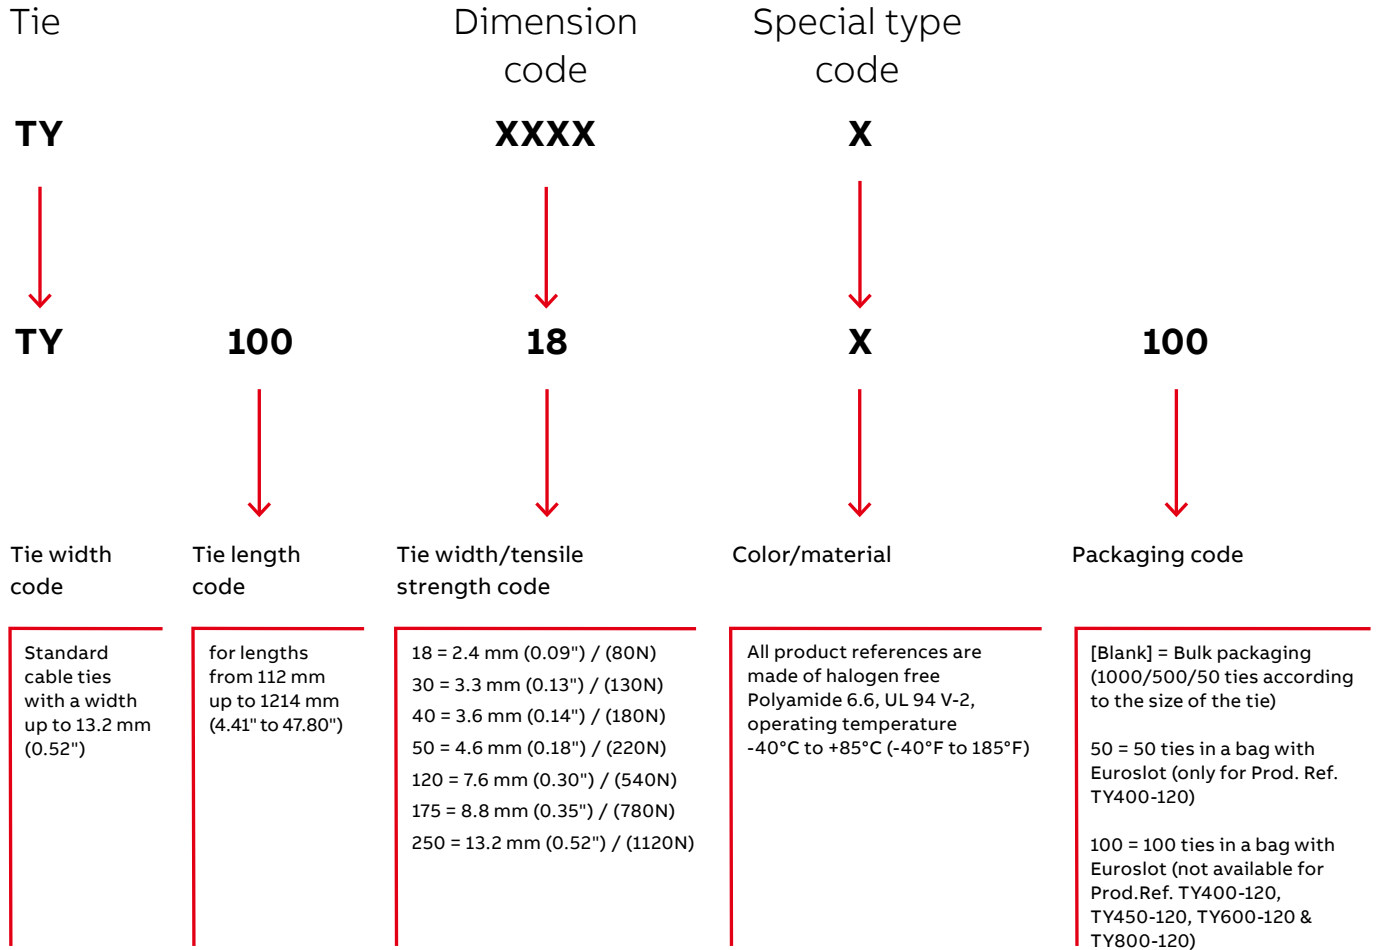 Tie
Dimension
code
Special type
code
TY
XXXX
X
TY
100
18
X
100
Tie width
code
Tie length
code
Tie width/tensile
strength code
Color/material
Packaging code
Standard
cable ties
with a width
up to 13.2 mm
(0.52")
for lengths
from 112 mm
up to 1214 mm
(4.41" to 47.80")
18 = 2.4 mm (0.09") / (80N)
30 = 3.3 mm (0.13") / (130N)
40 = 3.6 mm (0.14") / (180N)
50 = 4.6 mm (0.18") / (220N)
120 = 7.6 mm (0.30") / (540N)
175 = 8.8 mm (0.35") / (780N)
250 = 13.2 mm (0.52") / (1120N)
All product references are
made of halogen free
Polyamide 6.6, UL 94 V-2,
operating temperature
-40°C to +85°C (-40°F to 185°F)
[Blank] = Bulk packaging
(1000/500/50 ties according
to the size of the tie)
50 = 50 ties in a bag with
Euroslot (only for Prod. Ref.
TY400-120)
100 = 100 ties in a bag with
Euroslot (not available for
Prod.Ref. TY400-120,
TY450-120, TY600-120 &
TY800-120)